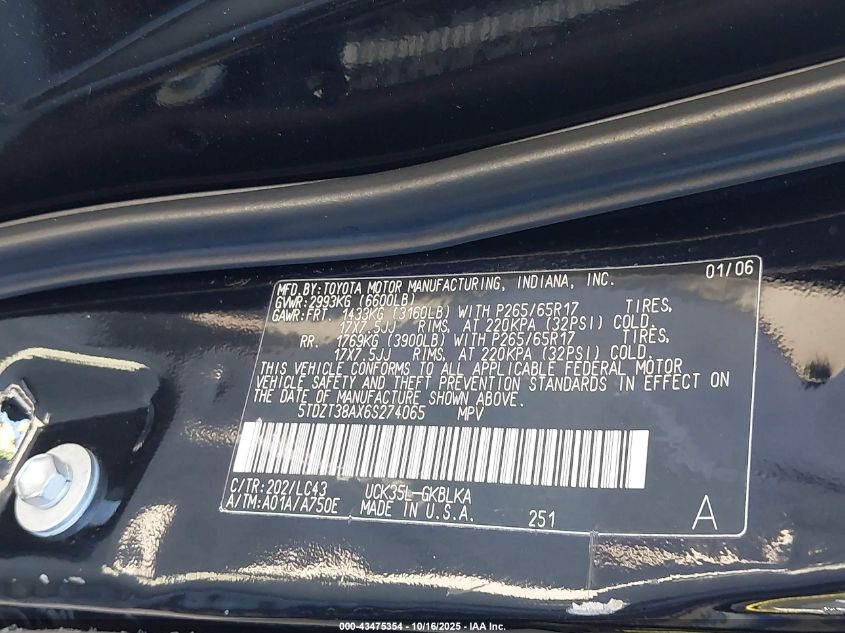 MFD. BY: TOYOTA MOTOR MANUFACTURING, INDIANA, INC. 01/06
GVWR: 2993KG (6600LB)
GAWR: FRT. 1433KG (3160LB) WITH P265/65R17 TIRES,
17X7.5JJ RIMS, AT 220KPA (32PSI) COLD.
RR. 1769KG (3900LB) WITH P265/65R17 TIRES,
17X7.5JJ RIMS, AT 220KPA (32PSI) COLD.
THIS VEHICLE CONFORMS TO ALL APPLICABLE FEDERAL MOTOR
VEHICLE SAFETY AND THEFT PREVENTION STANDARDS IN EFFECT ON
THE DATE OF MANUFACTURE SHOWN ABOVE.
5TDZT38AX6S274065 MPV
C/TR: 202/LC43 UCK35L-GKBLKA
A/TM: A01A/A750E MADE IN U.S.A. 251 A
000-43475354 - 10/16/2025 - IAA Inc.